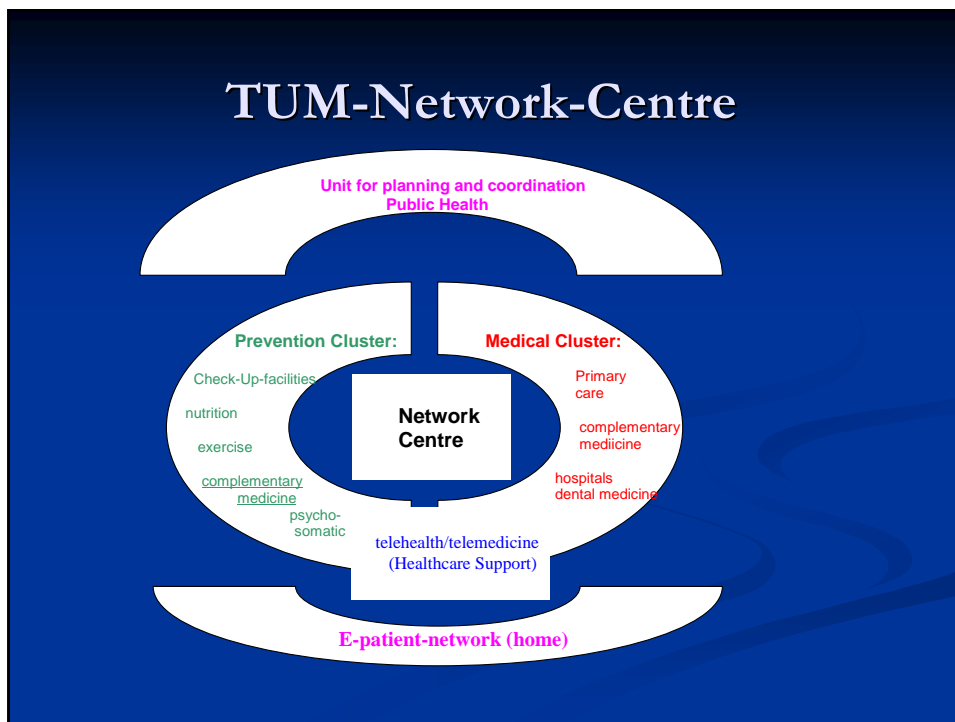 TUM-Network-Centre
Unit for planning and coordination
Public Health
Prevention Cluster:
Check-Up-facilities
nutrition
exercise
complementary
medicine
psycho-
somatic
Network
Centre
Medical Cluster:
Primary
care
complementary
mediicine
hospitals
dental medicine
telehealth/telemedicine
(Healthcare Support)
E-patient-network (home)